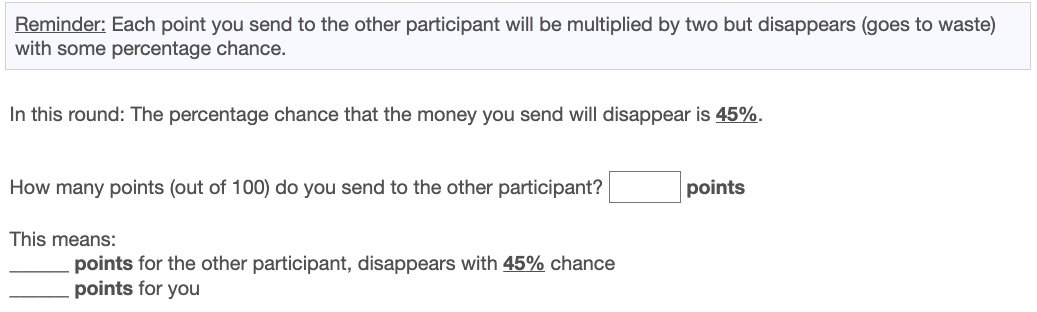 Reminder: Each point you send to the other participant will be multiplied by two but disappears (goes to waste)
with some percentage chance.
In this round: The percentage chance that the money you send will disappear is 45%.
How many points (out of 100) do you send to the other participant? points
This means:
______ points for the other participant, disappears with 45% chance
______ points for you